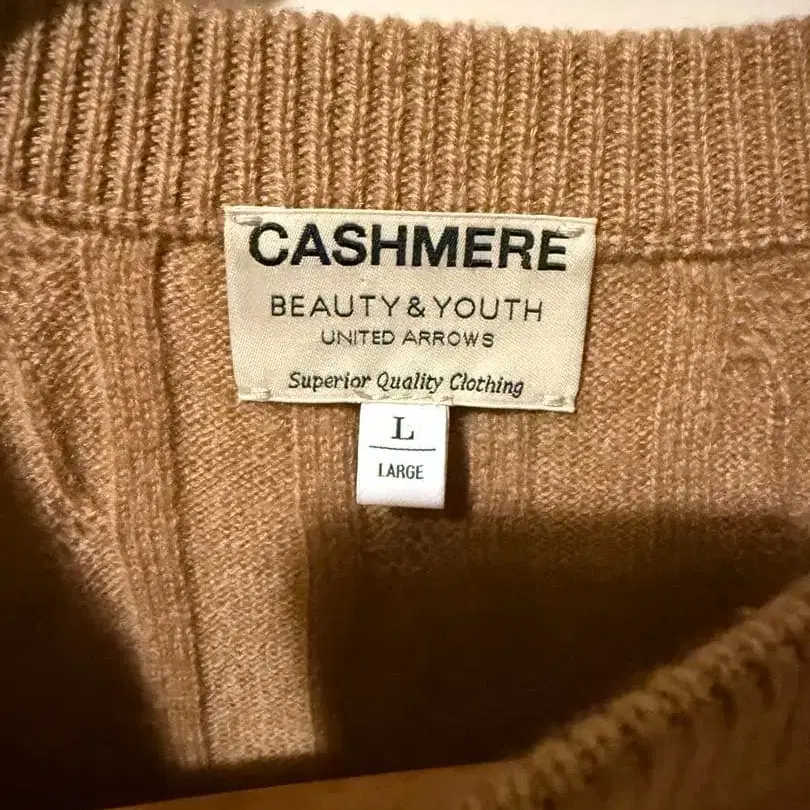 CASHMERE
BEAUTY & YOUTH
UNITED ARROWS
Superior Quality Clothing
L
LARGE